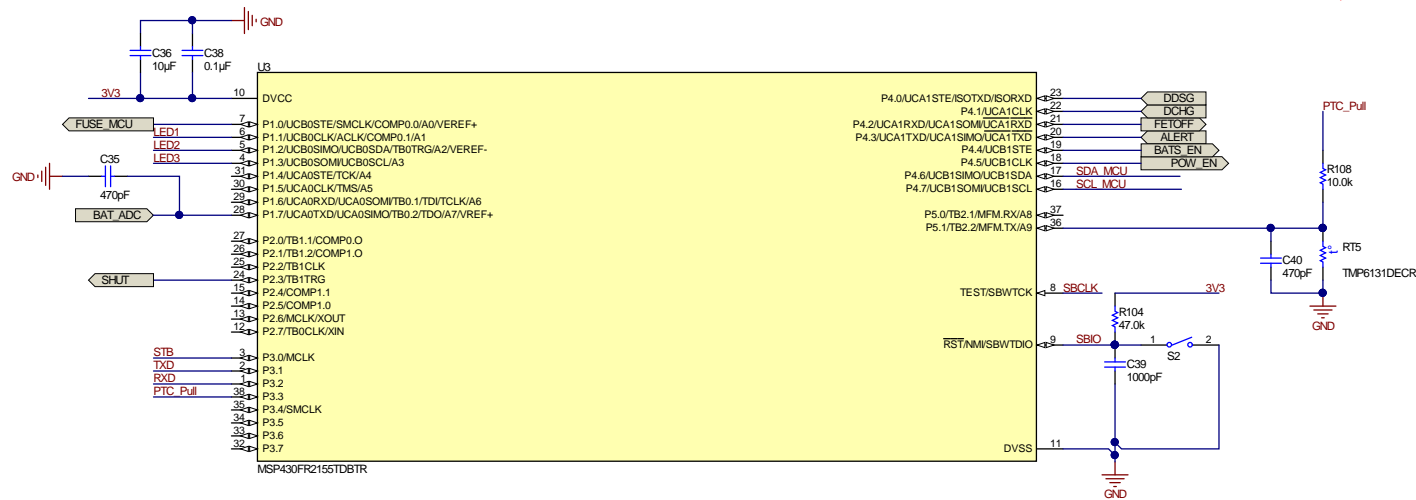 GND
C36
10µF
C38
0.1µF
U3
3V3
10
DVCC
FUSE_MCU
7
P1.0/UCB0STE/SMCLK/COMP0.0/A0/VEREF+
LED1
6
P1.1/UCB0CLK/ACLK/COMP0.1/A1
LED2
5
P1.2/UCB0SIMO/UCB0SDA/TB0TRG/A2/VEREF-
LED3
4
P1.3/UCB0SOMI/UCB0SCL/A3
31
P1.4/UCA0STE/TCK/A4
30
P1.5/UCA0CLK/TMS/A5
29
P1.6/UCA0RXD/UCA0SOMI/TB0.1/TDI/TCLK/A6
28
P1.7/UCA0TXD/UCA0SIMO/TB0.2/TDO/A7/VREF+
C35
GND
470pF
BAT_ADC
27
P2.0/TB1.1/COMP0.O
26
P2.1/TB1.2/COMP1.O
25
P2.2/TB1CLK
SHUT
24
P2.3/TB1TRG
15
P2.4/COMP1.1
14
P2.5/COMP1.0
13
P2.6/MCLK/XOUT
12
P2.7/TB0CLK/XIN
STB
3
P3.0/MCLK
TXD
2
P3.1
RXD
1
P3.2
PTC_Pull
38
P3.3
35
P3.4/SMCLK
34
P3.5
33
P3.6
32
P3.7
MSP430FR2155TDBTR
P4.0/UCA1STE/ISOTXD/ISORXD
23
DDSG
P4.1/UCA1CLK
22
DCHG
P4.2/UCA1RXD/UCA1SOMI/UCA1RXD
21
FETOFF
P4.3/UCA1TXD/UCA1SIMO/UCA1TXD
20
ALERT
P4.4/UCB1STE
19
BATS_EN
P4.5/UCB1CLK
18
POW_EN
P4.6/UCB1SIMO/UCB1SDA
17
SDA_MCU
P4.7/UCB1SOMI/UCB1SCL
16
SCL_MCU
P5.0/TB2.1/MFM.RX/A8
37
P5.1/TB2.2/MFM.TX/A9
36
TEST/SBWTCK
8
SBCLK
3V3
R104
47.0k
RST/NMI/SBWTDIO
9
SBIO
1
2
S2
C39
1000pF
DVSS
11
GND
PTC_Pull
R108
10.0k
RT5
t°
TMP6131DECR
C40
470pF
GND